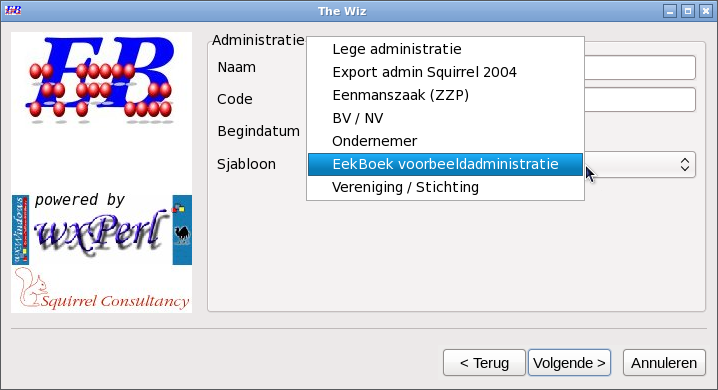 EB
The Wiz
EB
powered by
wxWindows
wxPerl
Squirrel Consultancy
Administratie
Naam
Code
Begindatum
Sjabloon
Lege administratie
Export admin Squirrel 2004
Eenmanszaak (ZZP)
BV / NV
Ondernemer
EekBoek voorbeeldadministratie
Vereniging / Stichting
< Terug
Volgende >
Annuleren